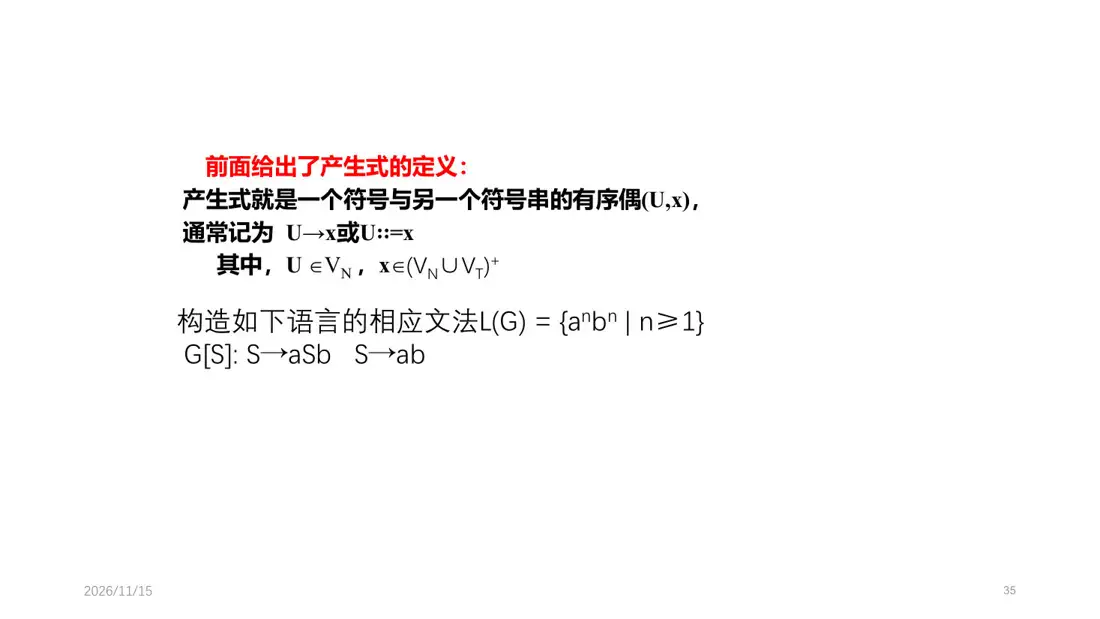 前面给出了产生式的定义：
产生式就是一个符号与另一个符号串的有序偶(U,x)，
通常记为 U→x或U::=x
其中，U ∈V_N ，x∈(V_N∪V_T)⁺
构造如下语言的相应文法L(G) = {aⁿbⁿ | n≥1}
G[S]: S→aSb S→ab
2026/11/15
35